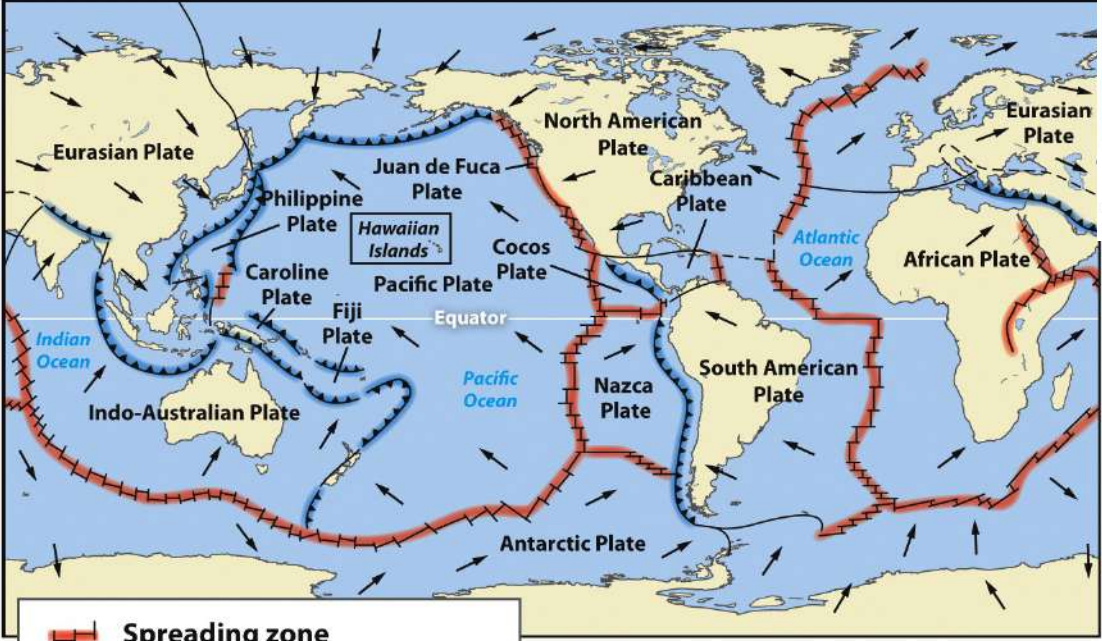 Eurasian Plate
North American
Plate
Eurasian
Plate
Juan de Fuca
Plate
Caribbean
Plate
Philippine
Plate
Hawaiian
Islands
Cocos
Plate
Atlantic
Ocean
African Plate
Caroline
Plate
Pacific Plate
Fiji
Plate
Equator
Indian
Ocean
Pacific
Ocean
Nazca
Plate
South American
Plate
Indo-Australian Plate
Antarctic Plate
Spreading zone